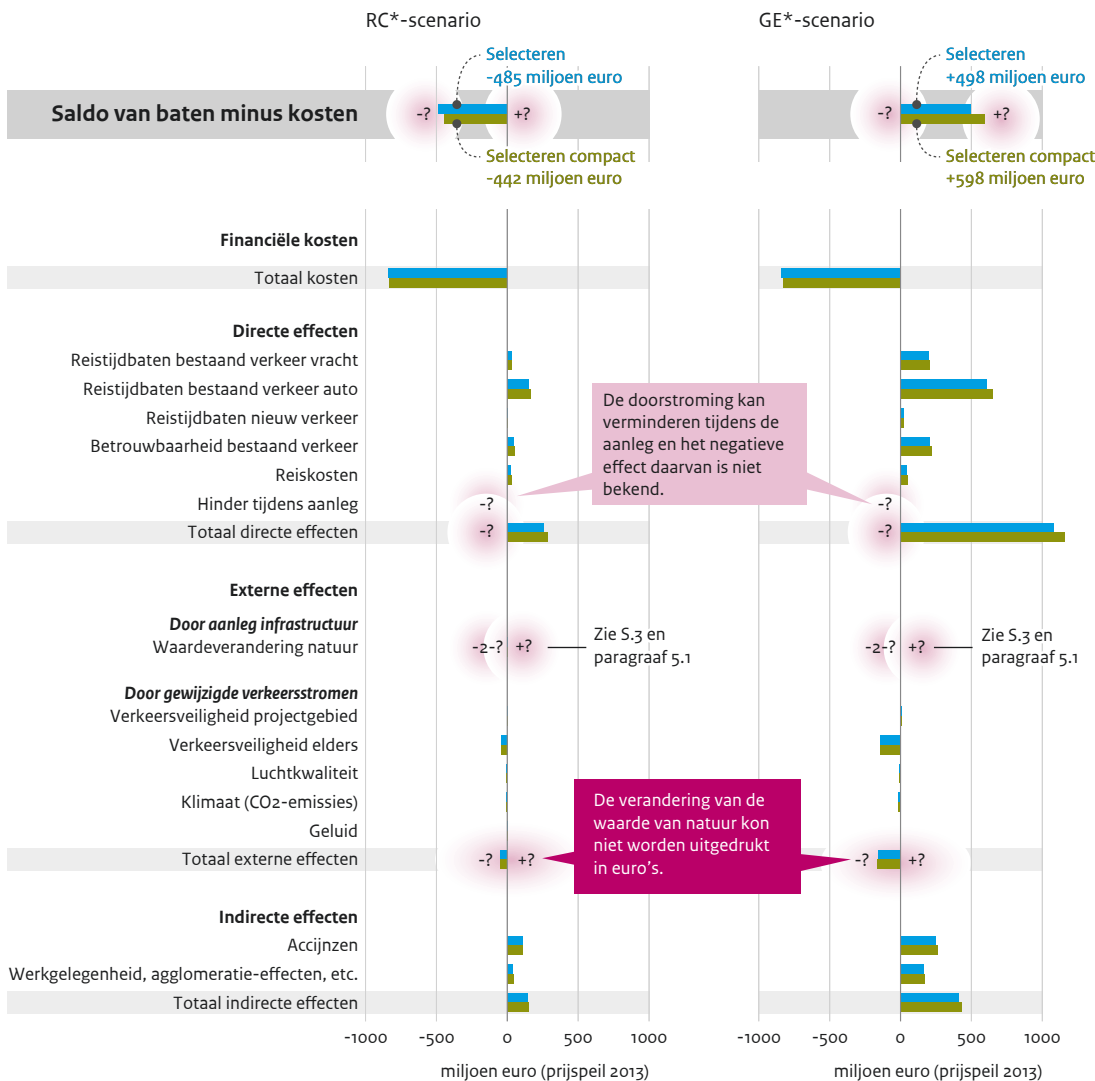 RC*-scenario
GE*-scenario
Selecteren
-485 miljoen euro
Selecteren
+498 miljoen euro
Saldo van baten minus kosten
-?
+?
-?
+?
Selecteren compact
-442 miljoen euro
Selecteren compact
+598 miljoen euro
Financiële kosten
Totaal kosten
Directe effecten
Reistijdbaten bestaand verkeer vracht
Reistijdbaten bestaand verkeer auto
Reistijdbaten nieuw verkeer
Betrouwbaarheid bestaand verkeer
Reiskosten
Hinder tijdens aanleg
-?
-?
Totaal directe effecten
-?
-?
De doorstroming kan
verminderen tijdens de
aanleg en het negatieve
effect daarvan is niet
bekend.
Externe effecten
Door aanleg infrastructuur
Waardeverandering natuur
-2-?
+?
Zie S.3 en
paragraaf 5.1
-2-?
+?
Zie S.3 en
paragraaf 5.1
Door gewijzigde verkeersstromen
Verkeersveiligheid projectgebied
Verkeersveiligheid elders
Luchtkwaliteit
Klimaat (CO2-emissies)
Geluid
Totaal externe effecten
-?
+?
-?
+?
De verandering van de
waarde van natuur kon
niet worden uitgedrukt
in euro's.
Indirecte effecten
Accijnzen
Werkgelegenheid, agglomeratie-effecten, etc.
Totaal indirecte effecten
-1000 -500 0 500 1000
-1000 -500 0 500 1000
miljoen euro (prijspeil 2013)
miljoen euro (prijspeil 2013)